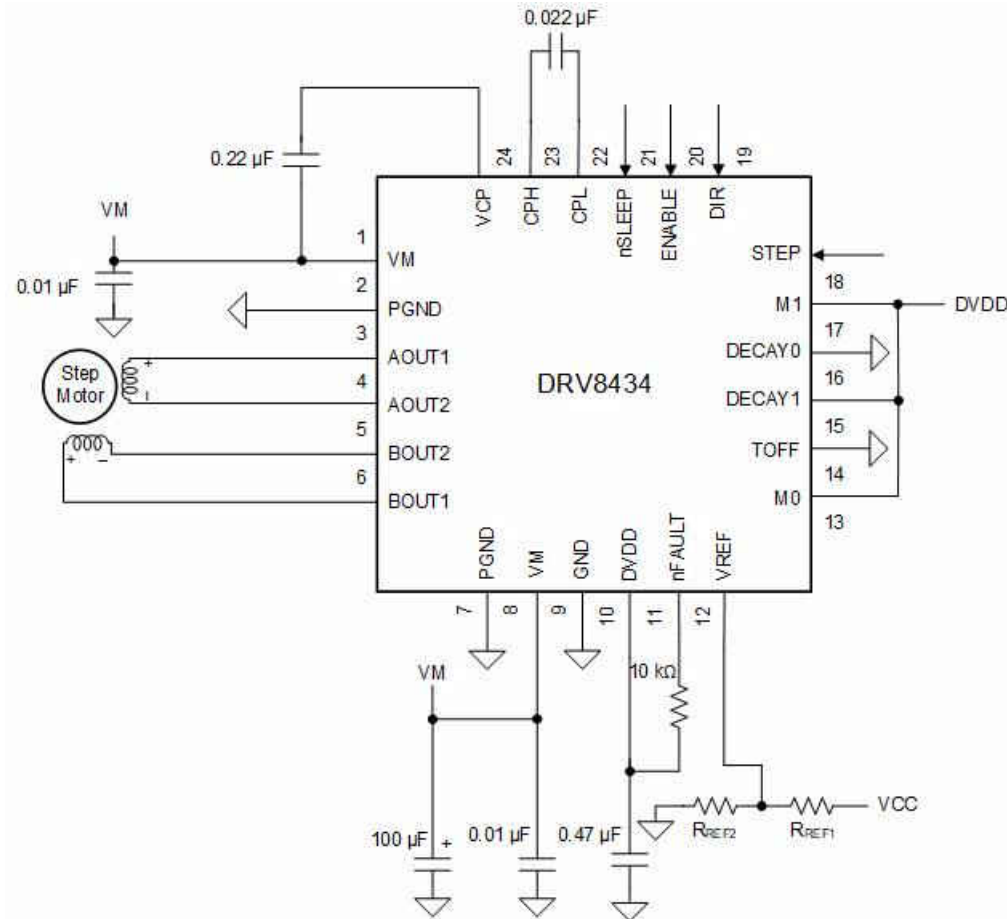 0.022 µF
0.22 µF
24
23
22
21
20
19
VCP
CPH
CPL
nSLEEP
ENABLE
DIR
VM
0.01 µF
1
VM
2
PGND
3
AOUT1
4
AOUT2
5
BOUT2
6
BOUT1
+
−
Step
Motor
+ −
DRV8434
STEP
18
M1
DVDD
17
DECAY0
16
DECAY1
15
TOFF
14
M0
13
PGND
VM
GND
DVDD
nFAULT
VREF
7
8
9
10
11
12
VM
10 kΩ
VCC
RREF2
RREF1
100 µF
+
0.01 µF
0.47 µF